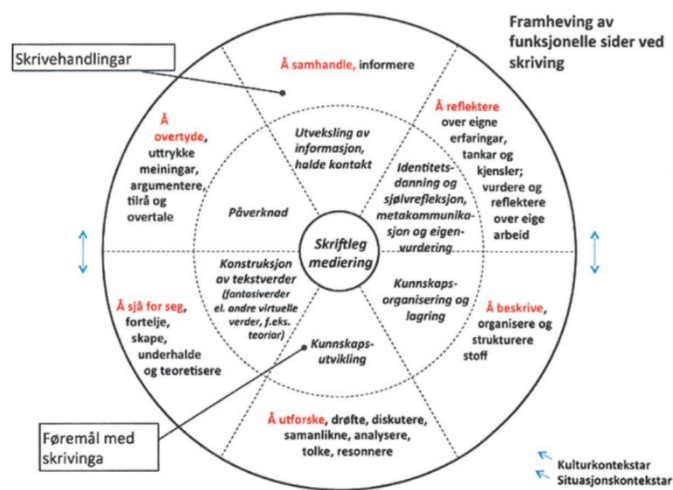 Framheving av
funksjonelle sider ved
skriving
Skrivehandlingar
Å samhandle, informere
Å
overtyde,
uttrykke
meiningar,
argumentere,
tilrå og
overtale
Å reflektere
over eigne
erfaringar,
tankar og
kjensler;
vurdere og
reflektere
over eige
arbeid
Utveksling av
informasjon,
halde kontakt
Identitets-
danning og
sjølvrefleksjon,
metakommunika-
sjon og eigen-
vurdering
Påverknad
Skriftleg
mediering
Konstruksjon
av tekstverder
(fantasiverder
el. andre virtuelle
verder, f.eks.
teoriar)
Kunnskaps-
organisering og
lagring
Kunnskaps-
utvikling
Å sjå for seg,
fortelje,
skape,
underhalde
og teoretisere
Å beskrive,
organisere og
strukturere
stoff
Å utforske, drøfte, diskutere,
samanlikne, analysere,
tolke, resonnere
Føremål med
skrivinga
Kulturkontekstar
Situasjonskontekstar